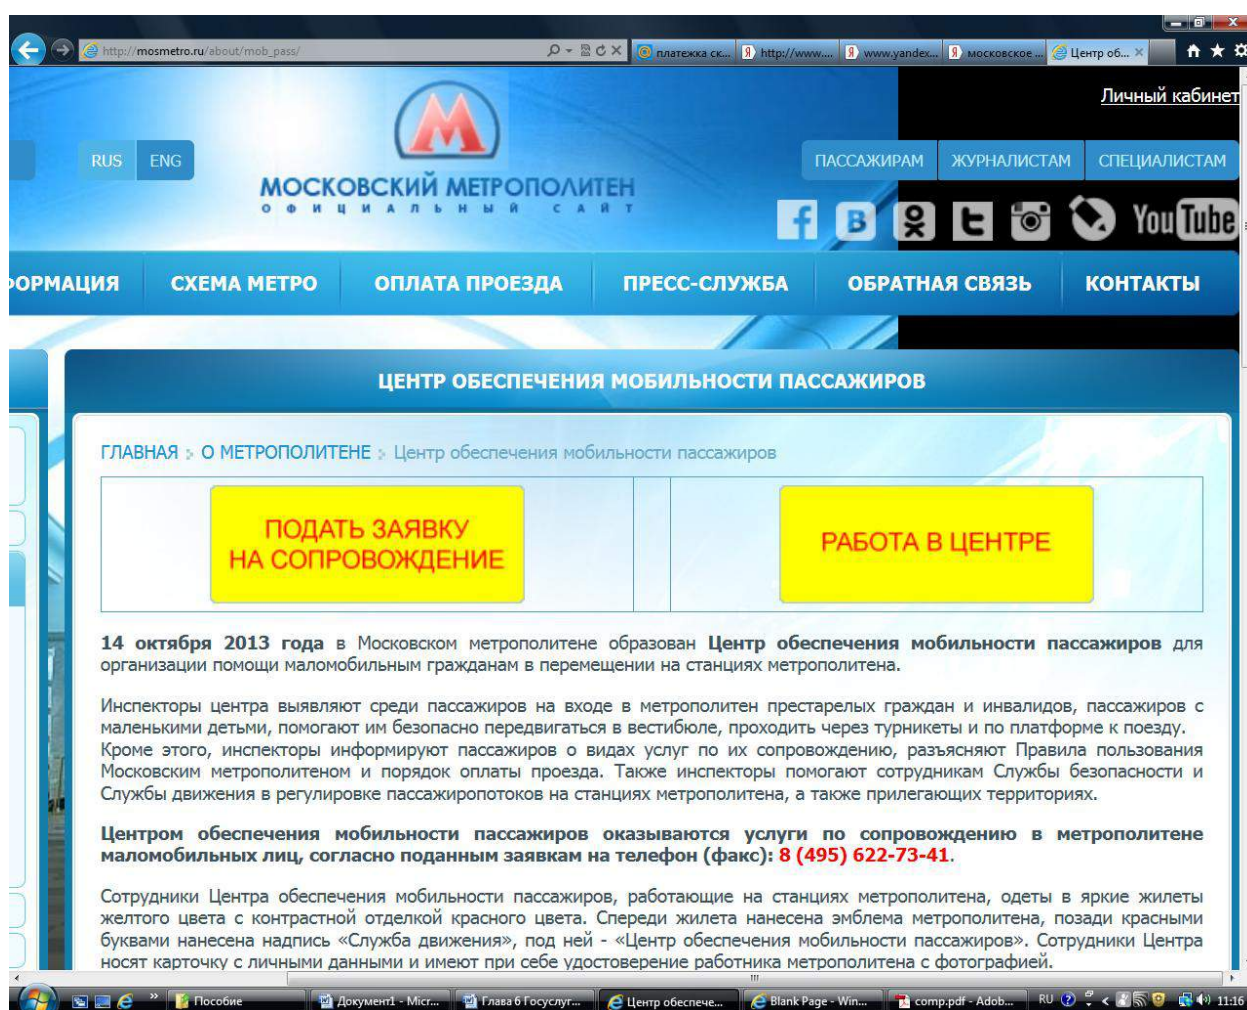 http://mosmetro.ru/about/mob_pass/
платежка ск...
http://www....
www.yandex...
московское ...
Центр об...
Личный кабинет
RUS ENG
ПАССАЖИРАМ ЖУРНАЛИСТАМ СПЕЦИАЛИСТАМ
МОСКОВСКИЙ МЕТРОПОЛИТЕН
ОФИЦИАЛЬНЫЙ САЙТ
You Tube
ФОРМАЦИЯ СХЕМА МЕТРО ОПЛАТА ПРОЕЗДА ПРЕСС-СЛУЖБА ОБРАТНАЯ СВЯЗЬ КОНТАКТЫ
ЦЕНТР ОБЕСПЕЧЕНИЯ МОБИЛЬНОСТИ ПАССАЖИРОВ
ГЛАВНАЯ О МЕТРОПОЛИТЕНЕ Центр обеспечения мобильности пассажиров
ПОДАТЬ ЗАЯВКУ
НА СОПРОВОЖДЕНИЕ
РАБОТА В ЦЕНТРЕ
14 октября 2013 года в Московском метрополитене образован Центр обеспечения мобильности пассажиров для
организации помощи маломобильным гражданам в перемещении на станциях метрополитена.
Инспекторы центра выявляют среди пассажиров на входе в метрополитен престарелых граждан и инвалидов, пассажиров с
маленькими детьми, помогают им безопасно передвигаться в вестибюле, проходить через турникеты и по платформе к поезду.
Кроме этого, инспекторы информируют пассажиров о видах услуг по их сопровождению, разъясняют Правила пользования
Московским метрополитеном и порядок оплаты проезда. Также инспекторы помогают сотрудникам Службы безопасности и
Службы движения в регулировке пассажиропотоков на станциях метрополитена, а также прилегающих территориях.
Центром обеспечения мобильности пассажиров оказываются услуги по сопровождению в метрополитене
маломобильных лиц, согласно поданным заявкам на телефон (факс): 8 (495) 622-73-41.
Сотрудники Центра обеспечения мобильности пассажиров, работающие на станциях метрополитена, одеты в яркие жилеты
желтого цвета с контрастной отделкой красного цвета. Спереди жилета нанесена эмблема метрополитена, позади красными
буквами нанесена надпись «Служба движения», под ней - «Центр обеспечения мобильности пассажиров». Сотрудники Центра
носят карточку с личными данными и имеют при себе удостоверение работника метрополитена с фотографией.
Пособие
Документ1 - Micr...
Глава 6 Госуслуг...
Центр обеспече...
Blank Page - Win...
comp.pdf - Adob...
RU
11:16